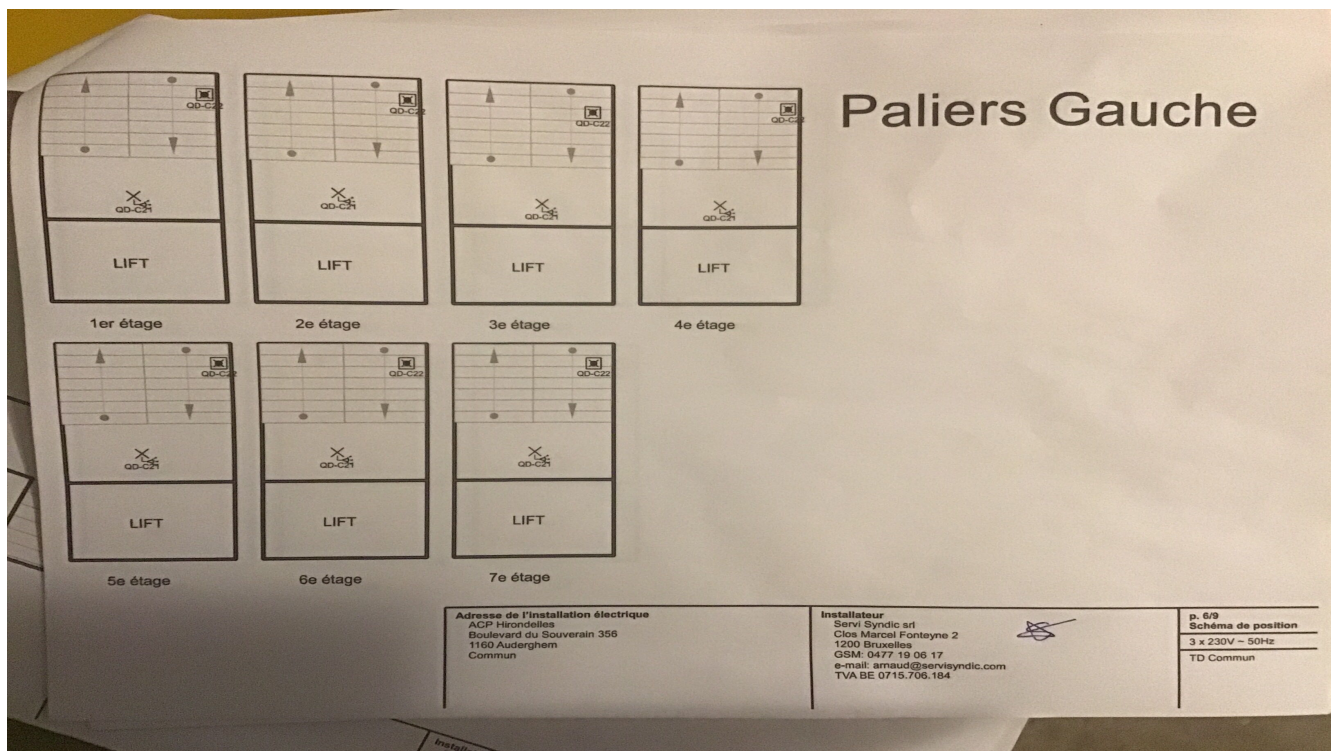 Paliers Gauche
QD-C22
QD-C22
QD-C22
QD-C22
QD-C21
QD-C21
QD-C21
QD-C21
LIFT
LIFT
LIFT
LIFT
1er étage
2e étage
3e étage
4e étage
QD-C22
QD-C22
QD-C22
QD-C21
QD-C21
QD-C21
LIFT
LIFT
LIFT
5e étage
6e étage
7e étage
Adresse de l'installation électrique
ACP Hirondelles
Boulevard du Souverain 356
1160 Auderghem
Commun
Installateur
Servi Syndic srl
Clos Marcel Fonteyne 2
1200 Bruxelles
GSM: 0477 19 06 17
e-mail: arnaud@servisyndic.com
TVA BE 0715.706.184
p. 6/9
Schéma de position
3 x 230V ~ 50Hz
TD Commun